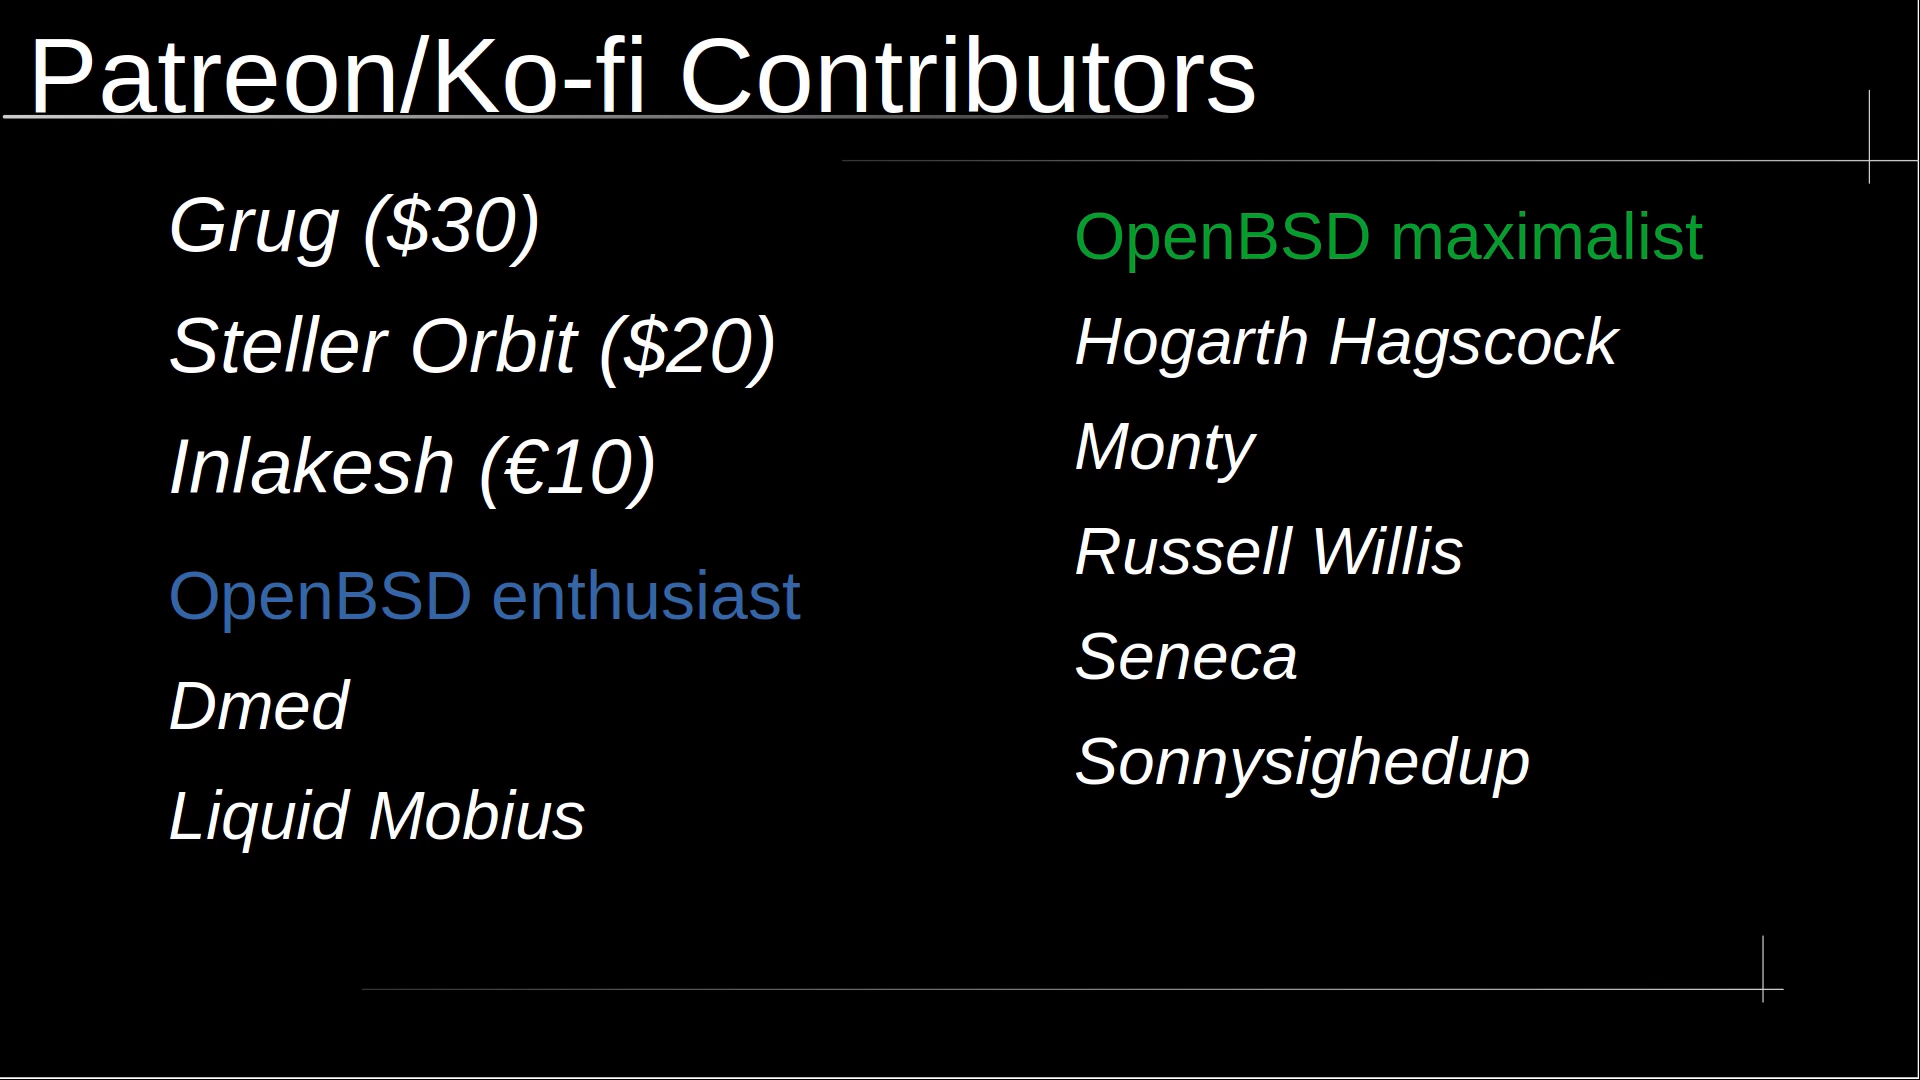 Patreon/Ko-fi Contributors
Grug ($30)
Steller Orbit ($20)
Inlakesh (€10)
OpenBSD enthusiast
Dmed
Liquid Mobius
OpenBSD maximalist
Hogarth Hagscock
Monty
Russell Willis
Seneca
Sonnysighedup